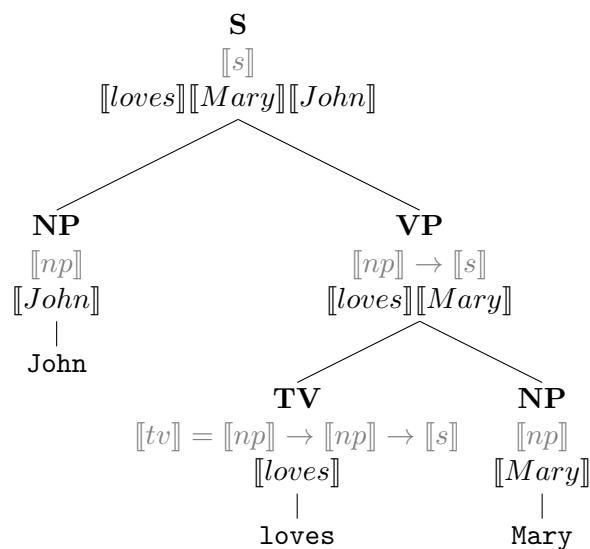 S
⟦s⟧
⟦loves⟧⟦Mary⟧⟦John⟧
NP VP
⟦np⟧ ⟦np⟧ → ⟦s⟧
⟦John⟧ ⟦loves⟧⟦Mary⟧
John
TV NP
⟦tv⟧ = ⟦np⟧ → ⟦np⟧ → ⟦s⟧ ⟦np⟧
⟦loves⟧ ⟦Mary⟧
loves Mary